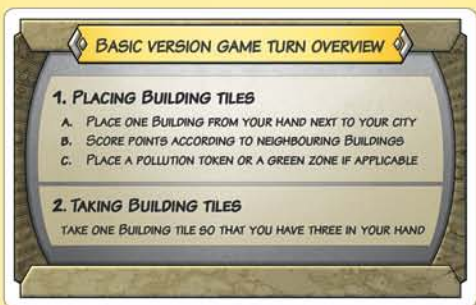 BASIC VERSION GAME TURN OVERVIEW
1. PLACING BUILDING TILES
A. PLACE ONE BUILDING FROM YOUR HAND NEXT TO YOUR CITY
B. SCORE POINTS ACCORDING TO NEIGHBOURING BUILDINGS
C. PLACE A POLLUTION TOKEN OR A GREEN ZONE IF APPLICABLE
2. TAKING BUILDING TILES
TAKE ONE BUILDING TILE SO THAT YOU HAVE THREE IN YOUR HAND